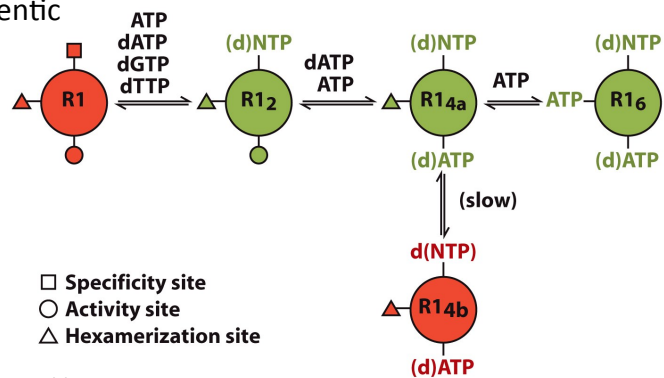 entic
ATP
dATP
dGTP
dTTP
R1
(d)NTP
R12
dATP
ATP
(d)NTP
R14a
(d)ATP
ATP
(d)NTP
ATP
R16
(d)ATP
(slow)
d(NTP)
R14b
(d)ATP
Specificity site
Activity site
Hexamerization site